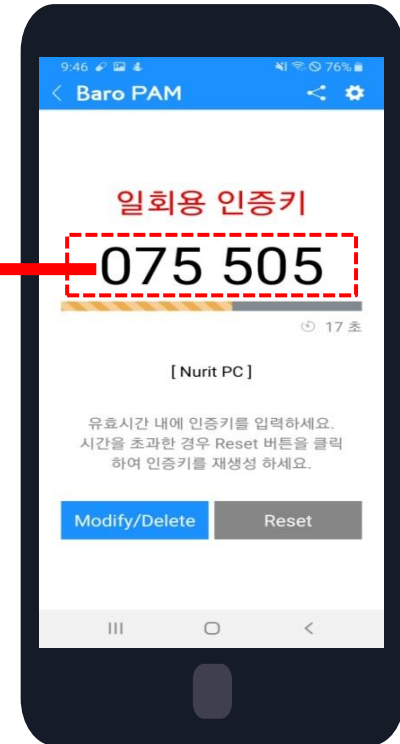 9:46 76%
Baro PAM
일회용 인증키
075 505
17 초
[ Nurit PC ]
유효시간 내에 인증키를 입력하세요.
시간을 초과한 경우 Reset 버튼을 클릭
하여 인증키를 재생성 하세요.
Modify/Delete Reset